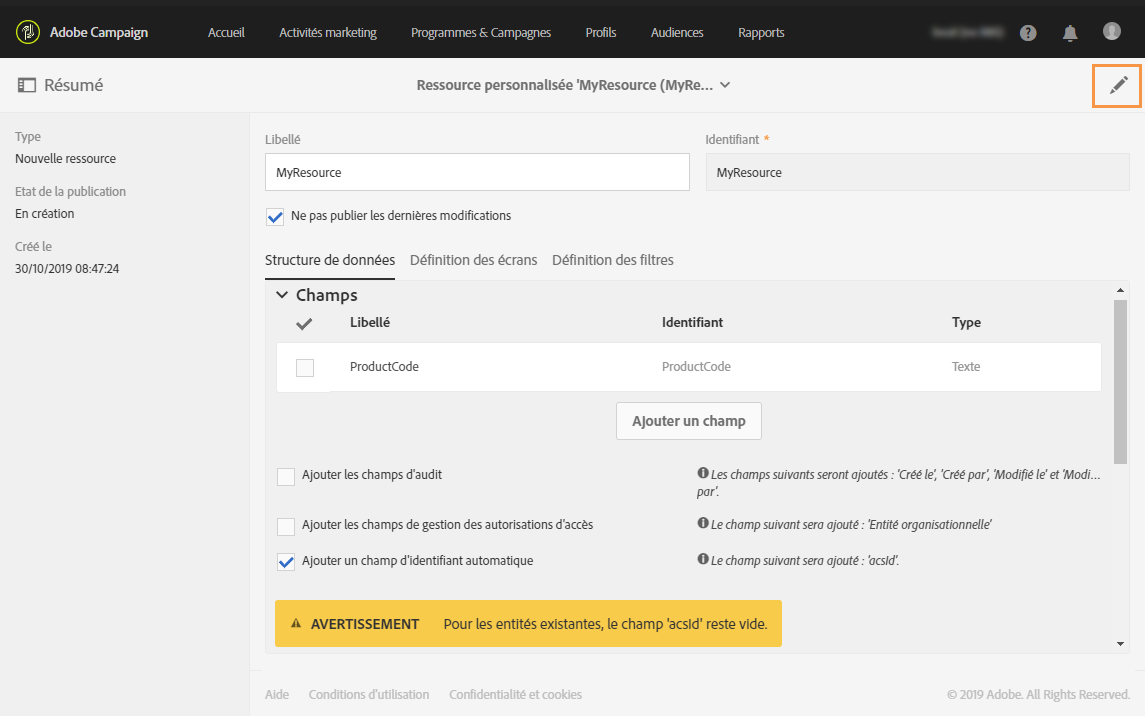 Adobe Campaign
Accueil
Activités marketing
Programmes & Campagnes
Profils
Audiences
Rapports
?
Résumé
Ressource personnalisée 'MyResource (MyRe...
Type
Nouvelle ressource
Etat de la publication
En création
Créé le
30/10/2019 08:47:24
Libellé
Identifiant *
MyResource
MyResource
Ne pas publier les dernières modifications
Structure de données
Définition des écrans
Définition des filtres
Champs
Libellé
Identifiant
Type
ProductCode
ProductCode
Texte
Ajouter un champ
Ajouter les champs d'audit
Les champs suivants seront ajoutés : 'Créé le', 'Créé par', 'Modifié le' et 'Modi...
par'.
Ajouter les champs de gestion des autorisations d'accès
Le champ suivant sera ajouté : 'Entité organisationnelle'
Ajouter un champ d'identifiant automatique
Le champ suivant sera ajouté : 'acsId'.
AVERTISSEMENT
Pour les entités existantes, le champ 'acsId' reste vide.
Aide
Conditions d'utilisation
Confidentialité et cookies
© 2019 Adobe. All Rights Reserved.